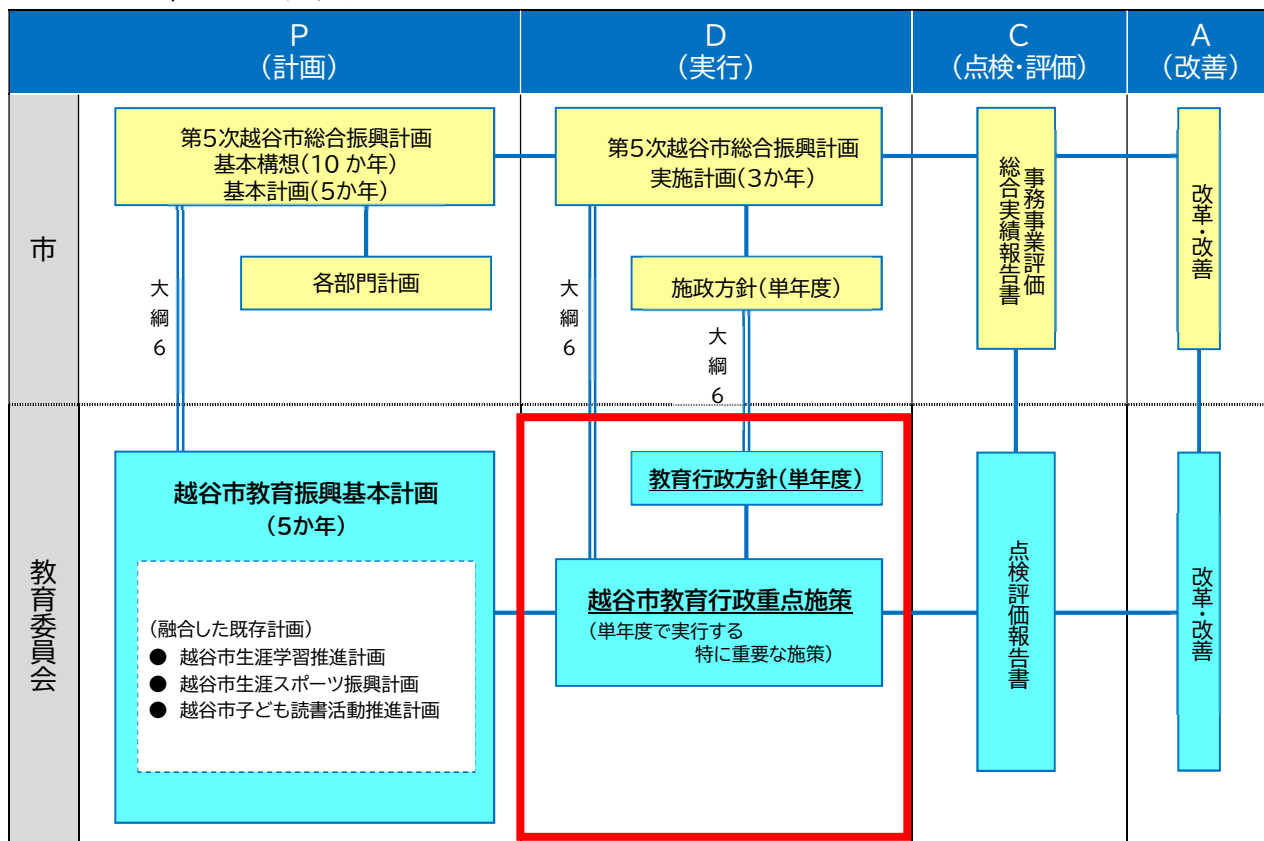 P
(計画)
D
(実行)
C
(点検・評価)
A
(改善)
市
第5次越谷市総合振興計画
基本構想(10 か年)
基本計画(5か年)
第5次越谷市総合振興計画
実施計画(3か年)
事務事業評価
総合実績報告書
改革・改善
各部門計画
施政方針(単年度)
大綱6
大綱6
大綱6
教育委員会
越谷市教育振興基本計画
(5か年)
(融合した既存計画)
● 越谷市生涯学習推進計画
● 越谷市生涯スポーツ振興計画
● 越谷市子ども読書活動推進計画
教育行政方針(単年度)
越谷市教育行政重点施策
(単年度で実行する
特に重要な施策)
点検評価報告書
改革・改善